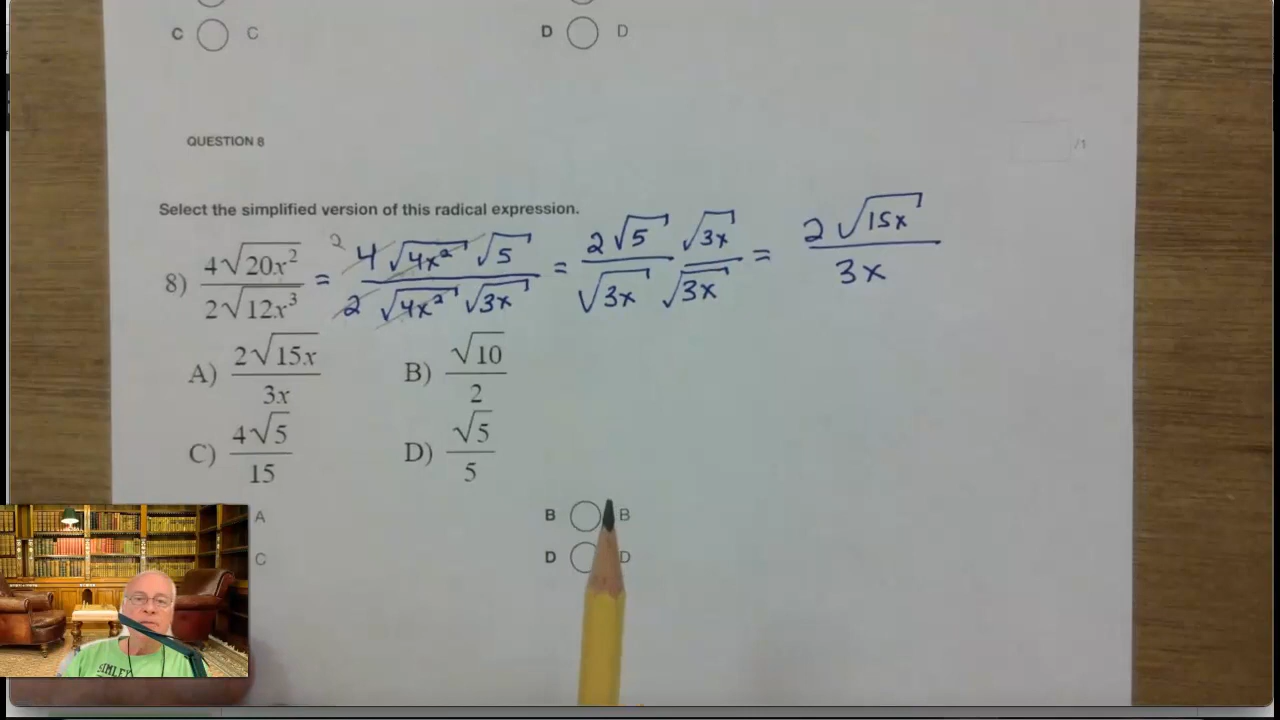 C C D D
QUESTION 8
/1
Select the simplified version of this radical expression.
8) 4√20x² / 2√12x³ = 2 4 √4x² √5 / 2 √4x² √3x = 2√5 √3x / √3x √3x = 2√15x / 3x
A) 2√15x / 3x B) √10 / 2
C) 4√5 / 15 D) √5 / 5
A B B
C D D